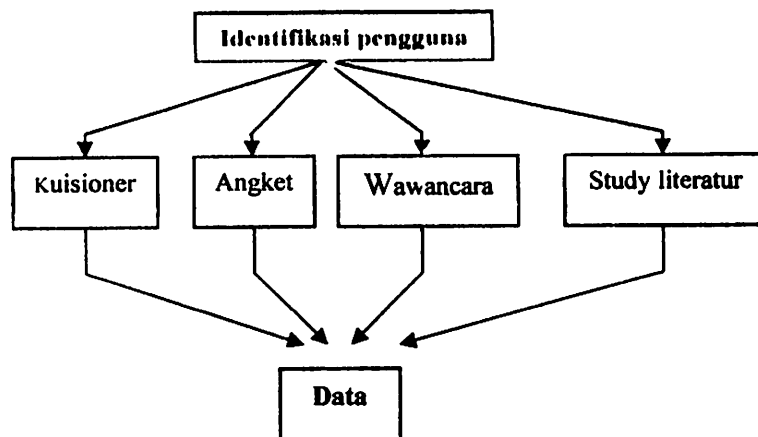 Identifikasi pengguna
Kuisioner
Angket
Wawancara
Study literatur
Data